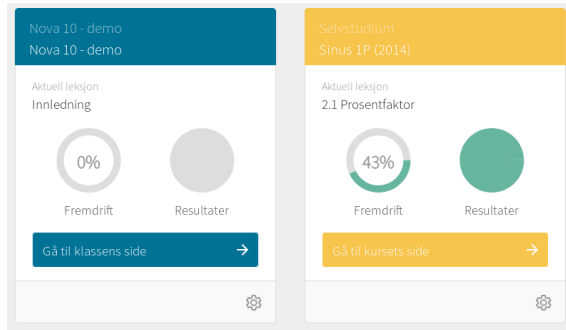 Nova 10 - demo
Nova 10 - demo
Aktuell leksjon
Innledning
0%
Fremdrift
Resultater
Gå til klassens side
Selvstudium
Sinus 1P (2014)
Aktuell leksjon
2.1 Prosentfaktor
43%
Fremdrift
Resultater
Gå til kursets side